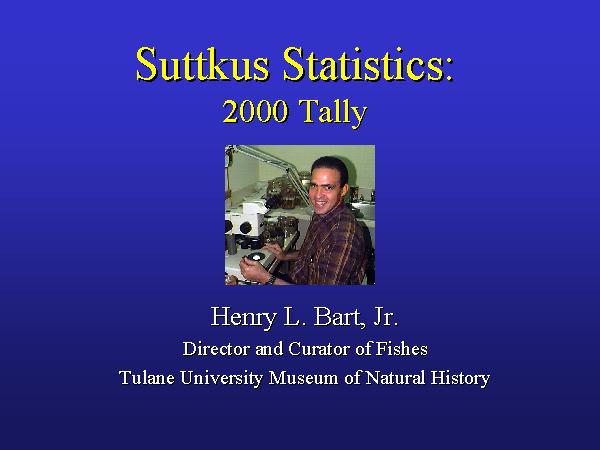 Suttkus Statistics:
2000 Tally
Henry L. Bart, Jr.
Director and Curator of Fishes
Tulane University Museum of Natural History